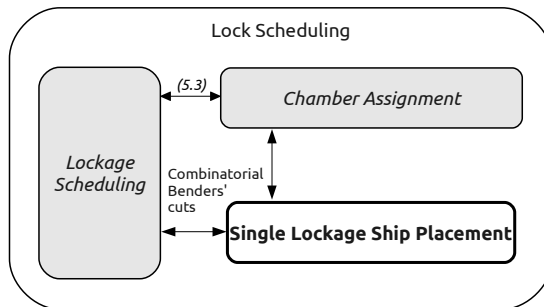 Lock Scheduling
(5.3)
Chamber Assignment
Lockage
Scheduling
Combinatorial
Benders'
cuts
Single Lockage Ship Placement